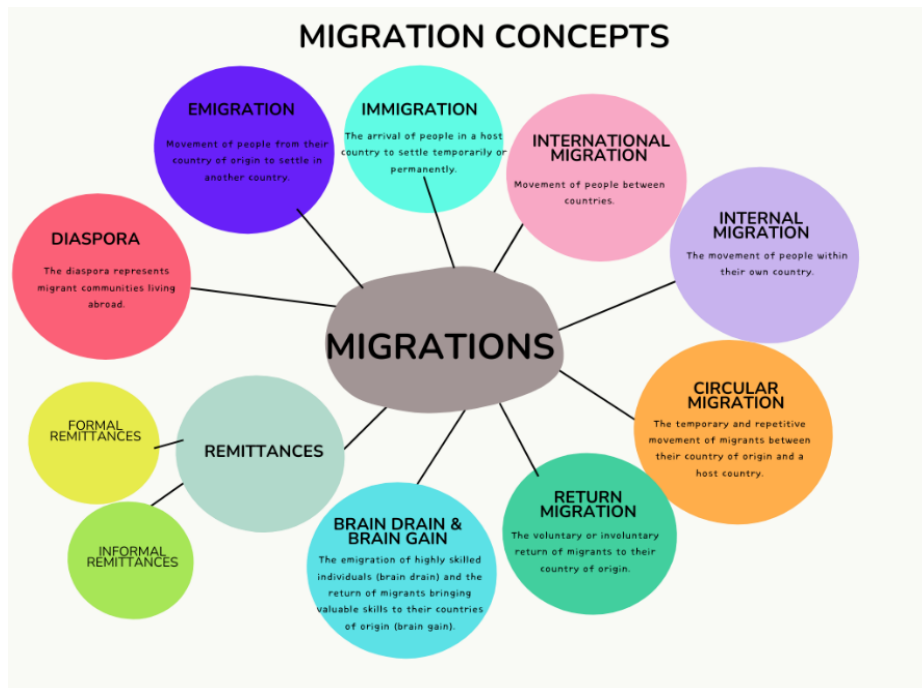 MIGRATION CONCEPTS
EMIGRATION
Movement of people from their
country of origin to settle in
another country.
IMMIGRATION
The arrival of people in a host
country to settle temporarily or
permanently.
INTERNATIONAL
MIGRATION
Movement of people between
countries.
INTERNAL
MIGRATION
The movement of people within
their own country.
DIASPORA
The diaspora represents
migrant communities living
abroad.
MIGRATIONS
CIRCULAR
MIGRATION
The temporary and repetitive
movement of migrants between
their country of origin and a
host country.
FORMAL
REMITTANCES
REMITTANCES
INFORMAL
REMITTANCES
BRAIN DRAIN &
BRAIN GAIN
The emigration of highly skilled
individuals (brain drain) and the
return of migrants bringing
valuable skills to their countries
of origin (brain gain).
RETURN
MIGRATION
The voluntary or involuntary
return of migrants to their
country of origin.